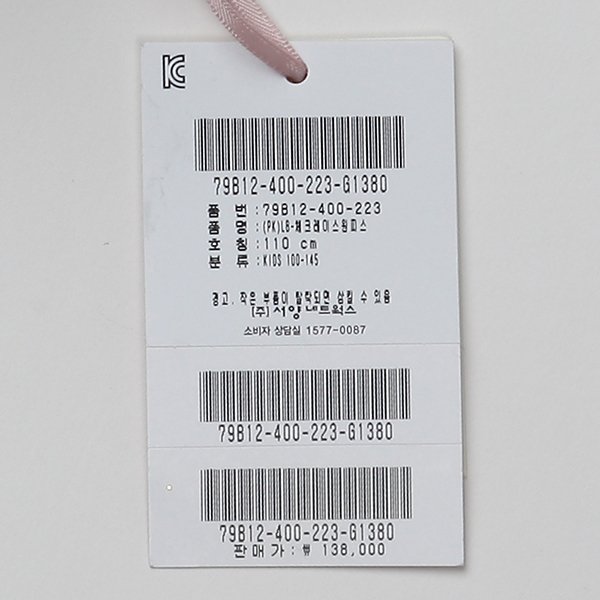 KC
79B12-400-223-G1380
품 번 :79B12-400-223
품 명 :(PK)LB-체크레이스원피스
호 칭 :110 cm
분 류 :KIDS 100-145
경고. 작은 부품이 탈락되면 삼킬 수 있음
(주)서양네트웍스
소비자 상담실 1577-0087
79B12-400-223-G1380
79B12-400-223-G1380
판매가:₩ 138,000